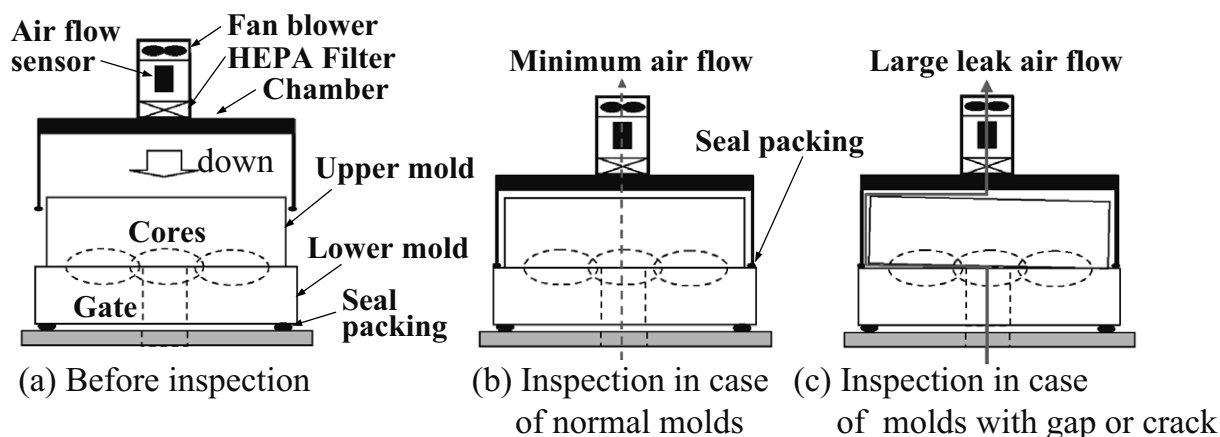 Air flow
sensor
Fan blower
HEPA Filter
Chamber
down
Upper mold
Cores
Lower mold
Gate
Seal
packing
(a) Before inspection
Minimum air flow
Seal packing
(b) Inspection in case
of normal molds
Large leak air flow
(c) Inspection in case
of molds with gap or crack